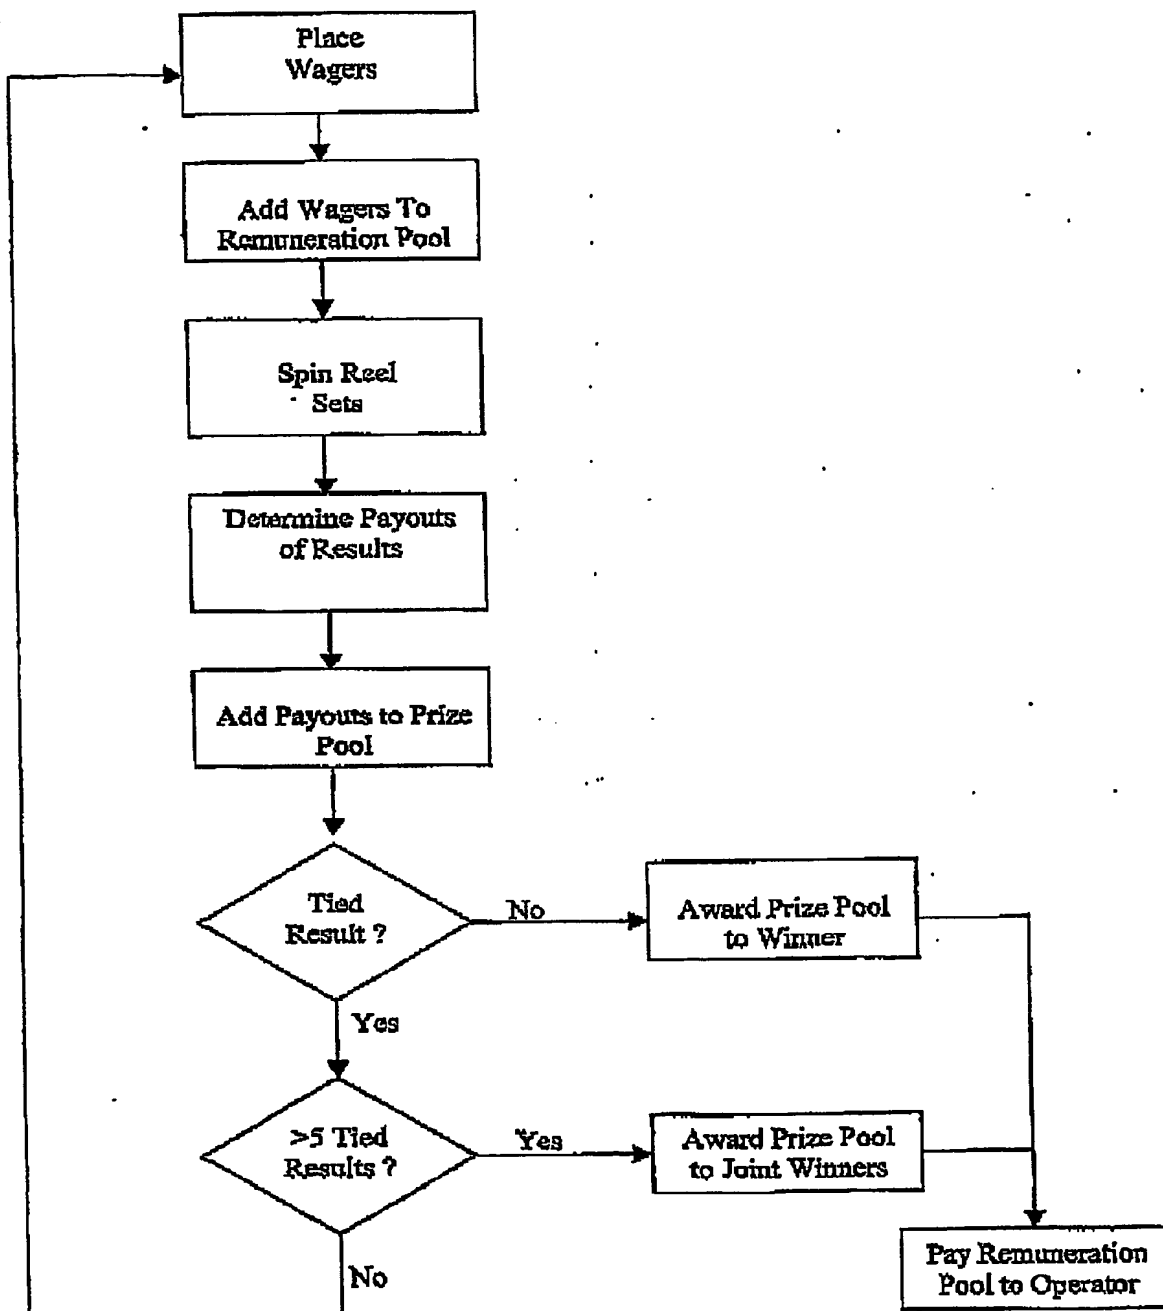 Place
Wagers
Add Wagers To
Remuneration Pool
Spin Reel
Sets
Determine Payouts
of Results
Add Payouts to Prize
Pool
Tied
Result ?
No
Award Prize Pool
to Winner
Yes
>5 Tied
Results ?
Yes
Award Prize Pool
to Joint Winners
No
Pay Remuneration
Pool to Operator